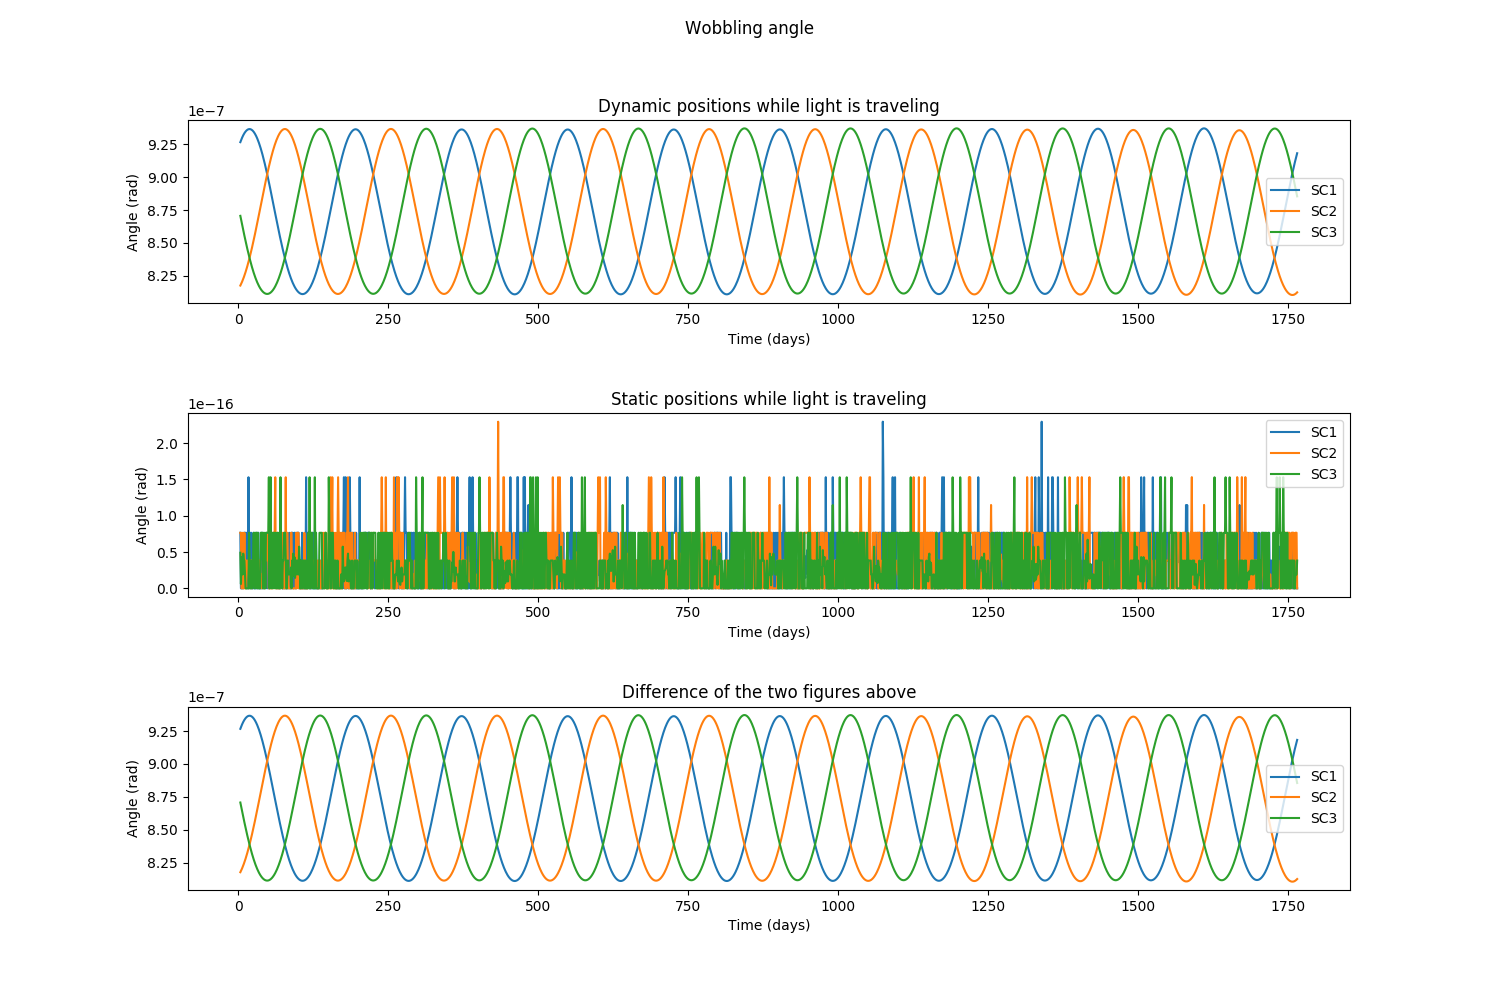 Wobbling angle
Dynamic positions while light is traveling
1e−7
9.25
9.00
8.75
8.50
8.25
Angle (rad)
0 250 500 750 1000 1250 1500 1750
Time (days)
SC1
SC2
SC3
Static positions while light is traveling
1e−16
2.0
1.5
1.0
0.5
0.0
Angle (rad)
0 250 500 750 1000 1250 1500 1750
Time (days)
SC1
SC2
SC3
Difference of the two figures above
1e−7
9.25
9.00
8.75
8.50
8.25
Angle (rad)
0 250 500 750 1000 1250 1500 1750
Time (days)
SC1
SC2
SC3